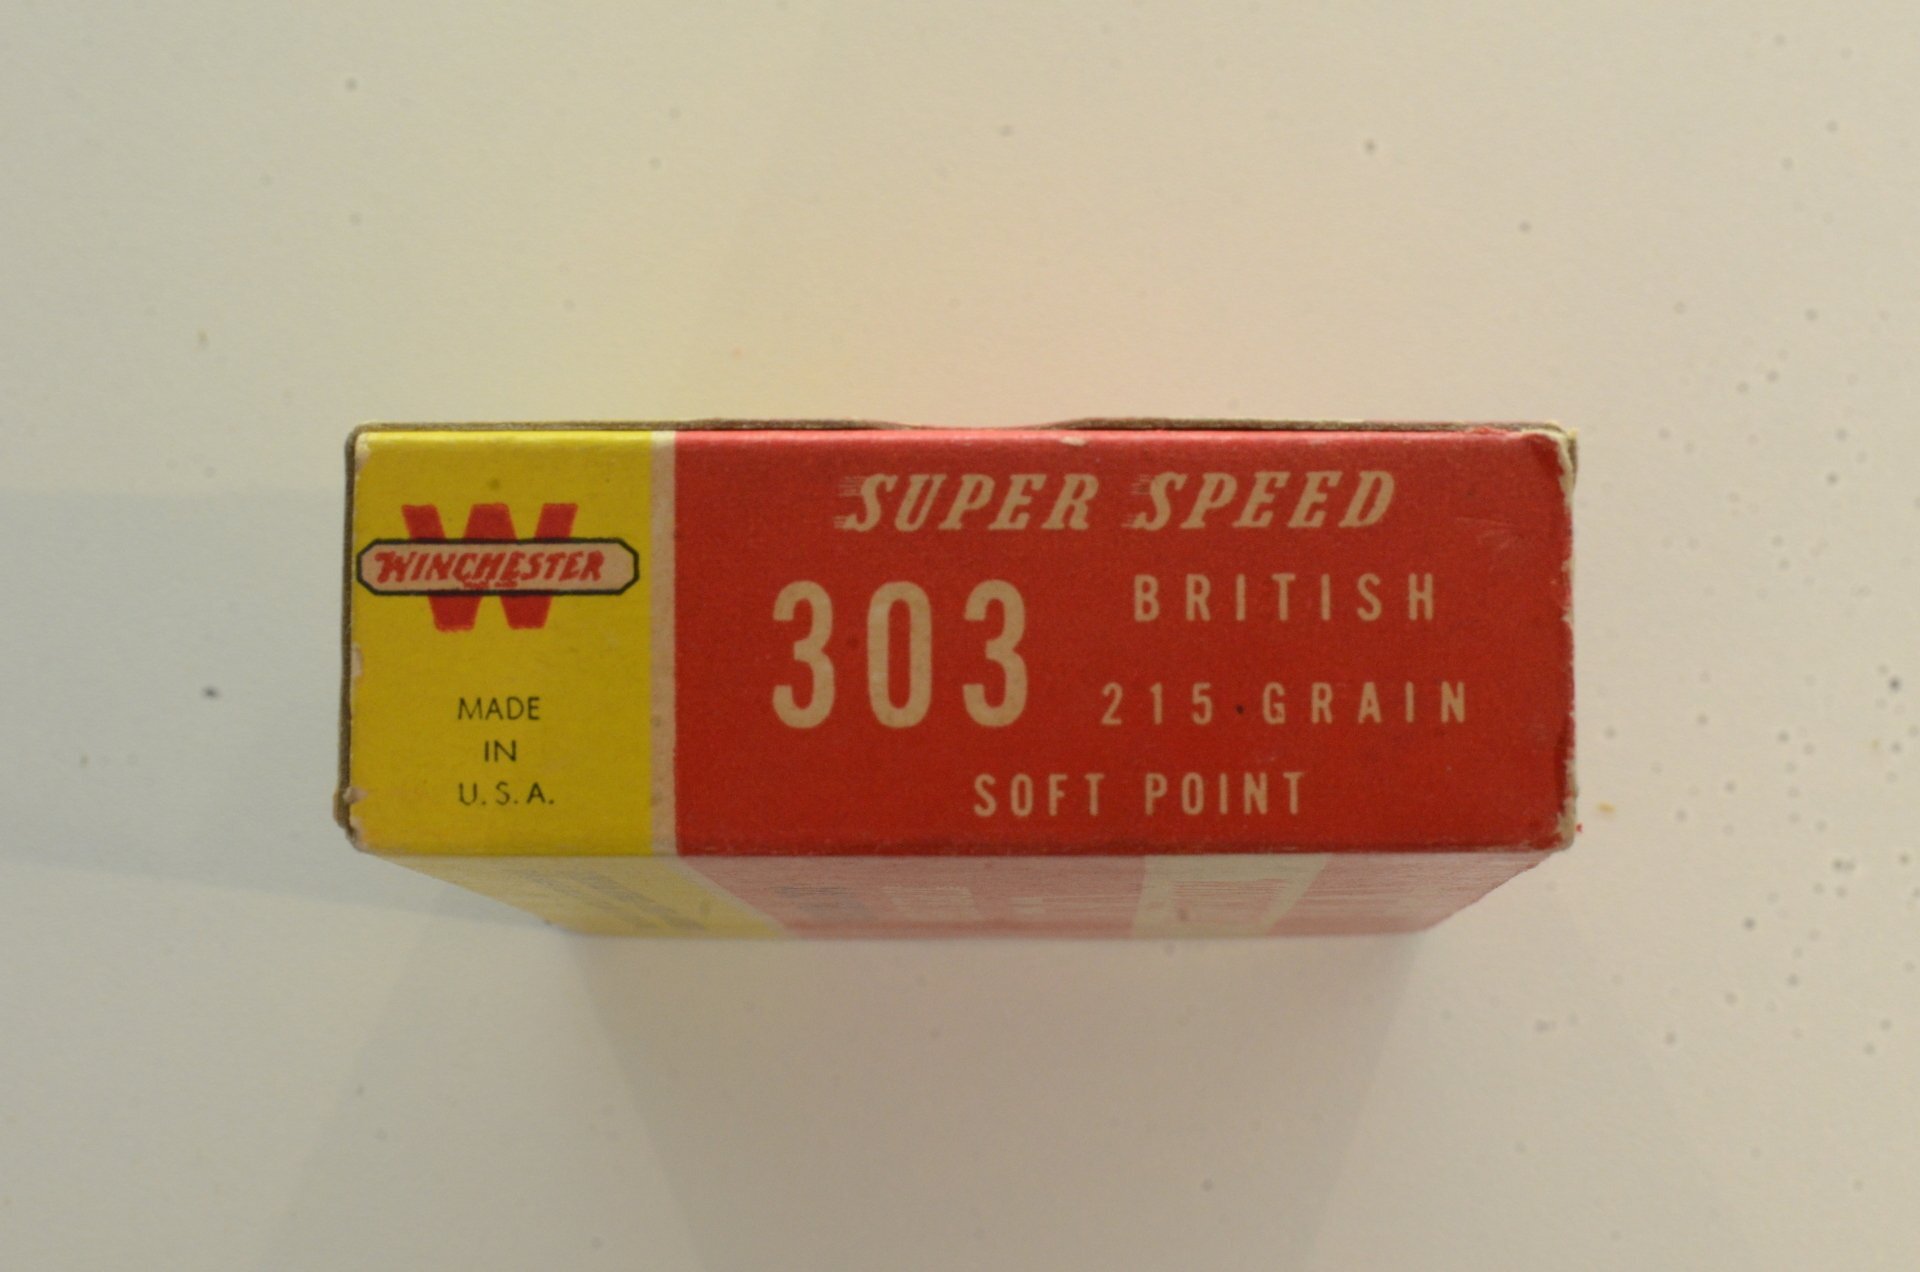 WINCHESTER
MADE
IN
U.S.A.
SUPER SPEED
303
BRITISH
215 GRAIN
SOFT POINT